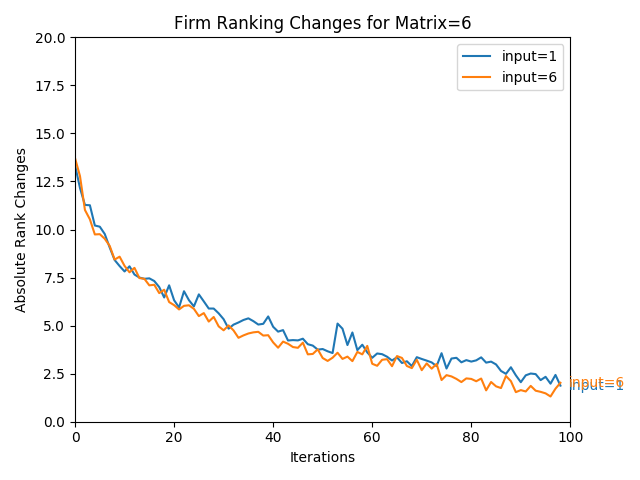 Firm Ranking Changes for Matrix=6
20.0
17.5
15.0
12.5
10.0
7.5
5.0
2.5
0.0
Absolute Rank Changes
input=1
input=6
input=6
input=1
0
20
40
60
80
100
Iterations